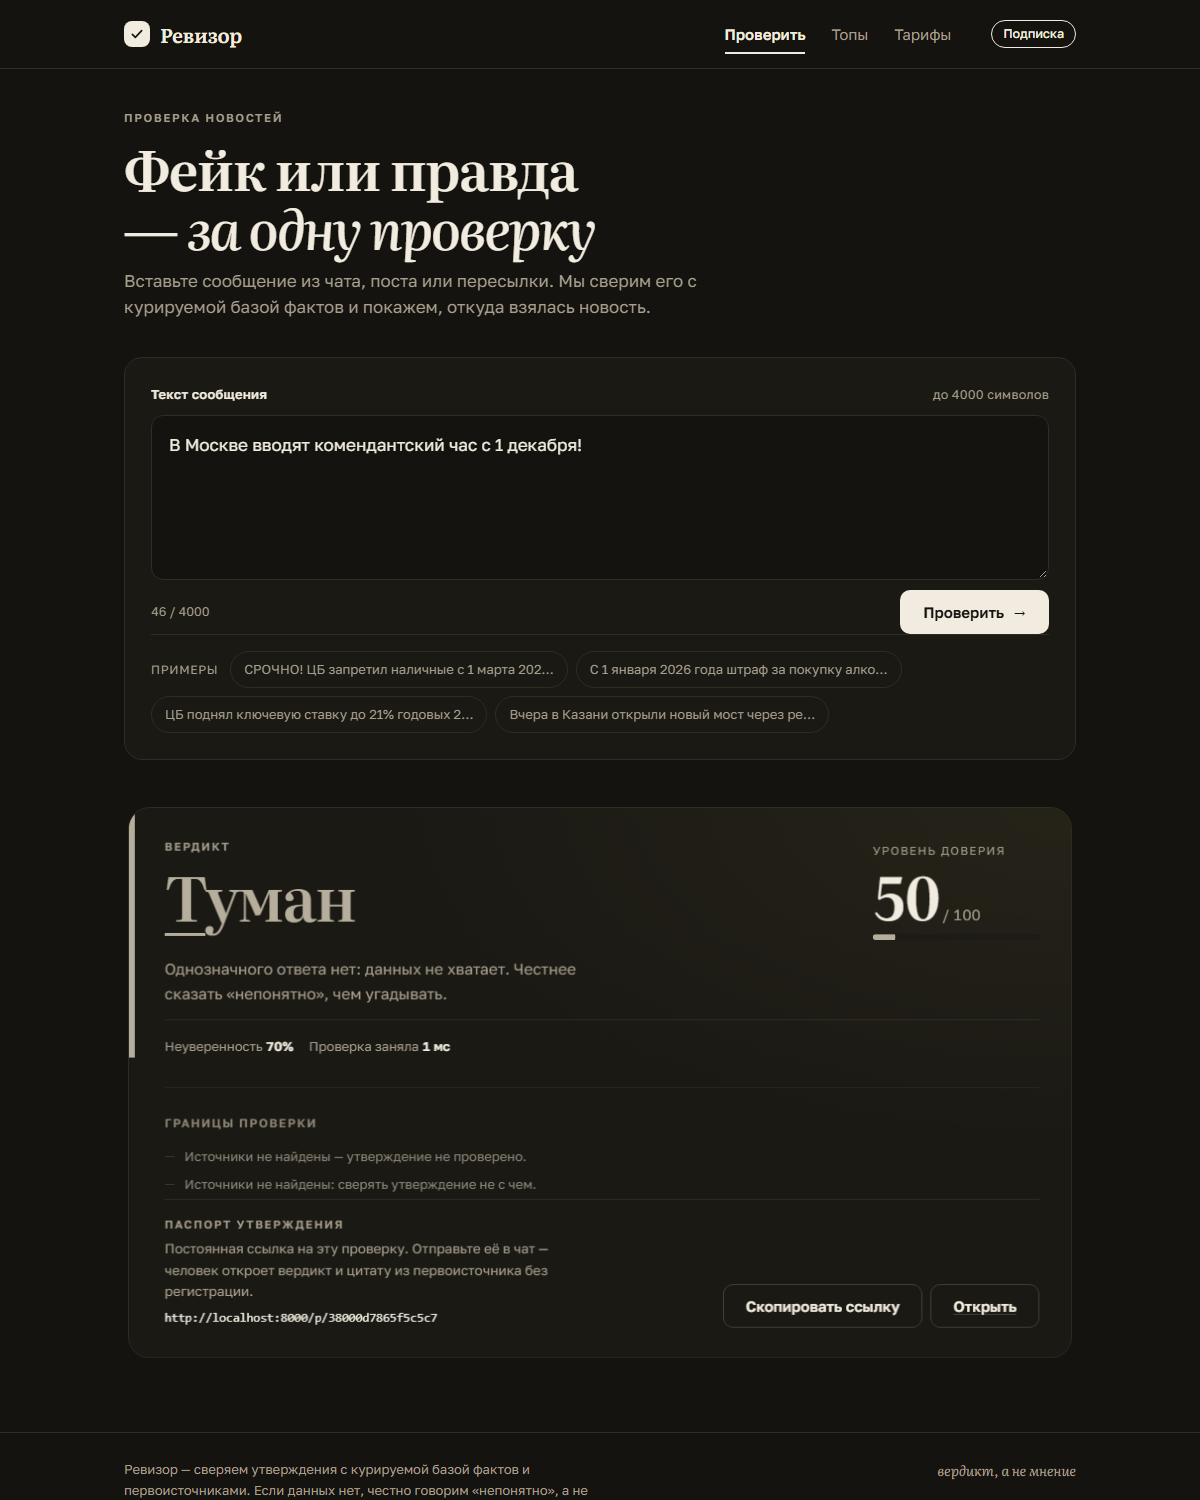 Ревизор
Проверить
Топы
Тарифы
Подписка
ПРОВЕРКА НОВОСТЕЙ
Фейк или правда
— за одну проверку
Вставьте сообщение из чата, поста или пересылки. Мы сверим его с
курируемой базой фактов и покажем, откуда взялась новость.
Текст сообщения
до 4000 символов
В Москве вводят комендантский час с 1 декабря!
46 / 4000
Проверить →
ПРИМЕРЫ
СРОЧНО! ЦБ запретил наличные с 1 марта 202...
С 1 января 2026 года штраф за покупку алко...
ЦБ поднял ключевую ставку до 21% годовых 2...
Вчера в Казани открыли новый мост через ре...
ВЕРДИКТ
Туман
УРОВЕНЬ ДОВЕРИЯ
50 / 100
Однозначного ответа нет: данных не хватает. Честнее
сказать «непонятно», чем угадывать.
Неуверенность 70%
Проверка заняла 1 мс
ГРАНИЦЫ ПРОВЕРКИ
— Источники не найдены — утверждение не проверено.
— Источники не найдены: сверять утверждение не с чем.
ПАСПОРТ УТВЕРЖДЕНИЯ
Постоянная ссылка на эту проверку. Отправьте её в чат —
человек откроет вердикт и цитату из первоисточника без
регистрации.
http://localhost:8000/p/38000d7865f5c5c7
Скопировать ссылку
Открыть
Ревизор — сверяем утверждения с курируемой базой фактов и
первоисточниками. Если данных нет, честно говорим «непонятно», а не
вердикт, а не мнение